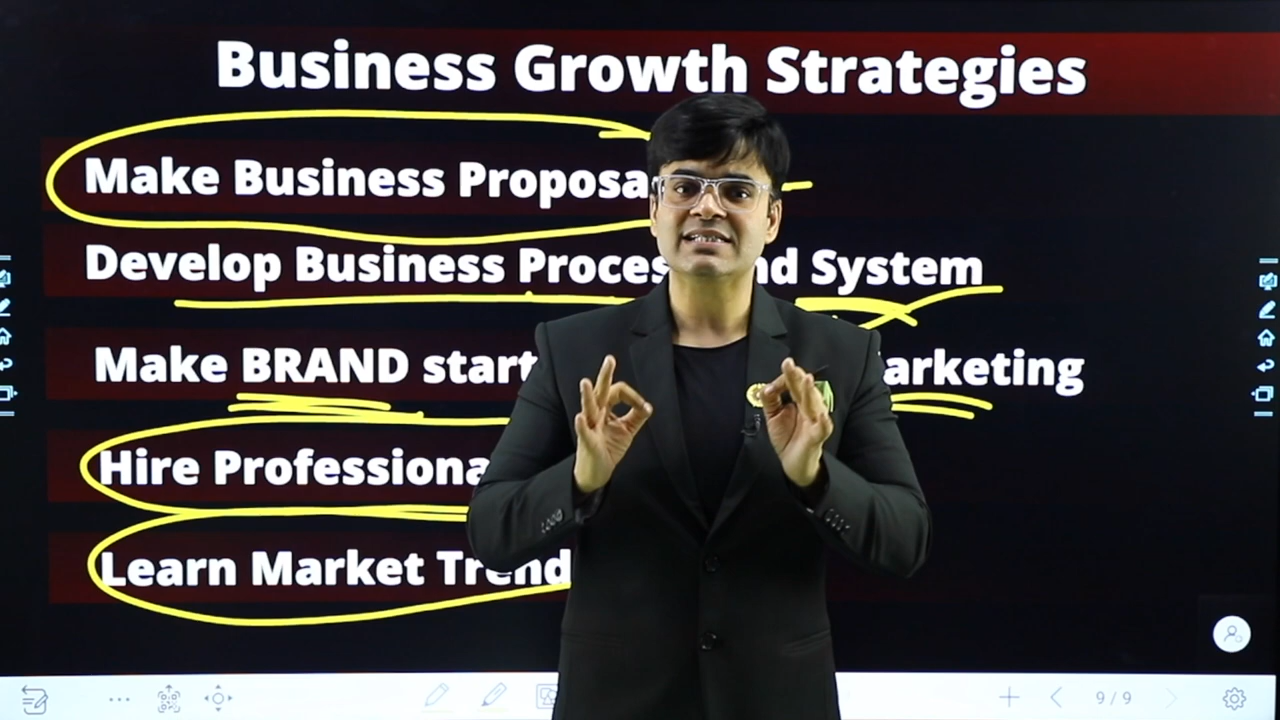 Business Growth Strategies
Make Business Proposa
Develop Business Proces nd System
Make BRAND start arketing
Hire Professiona
Learn Market Trend
9/9